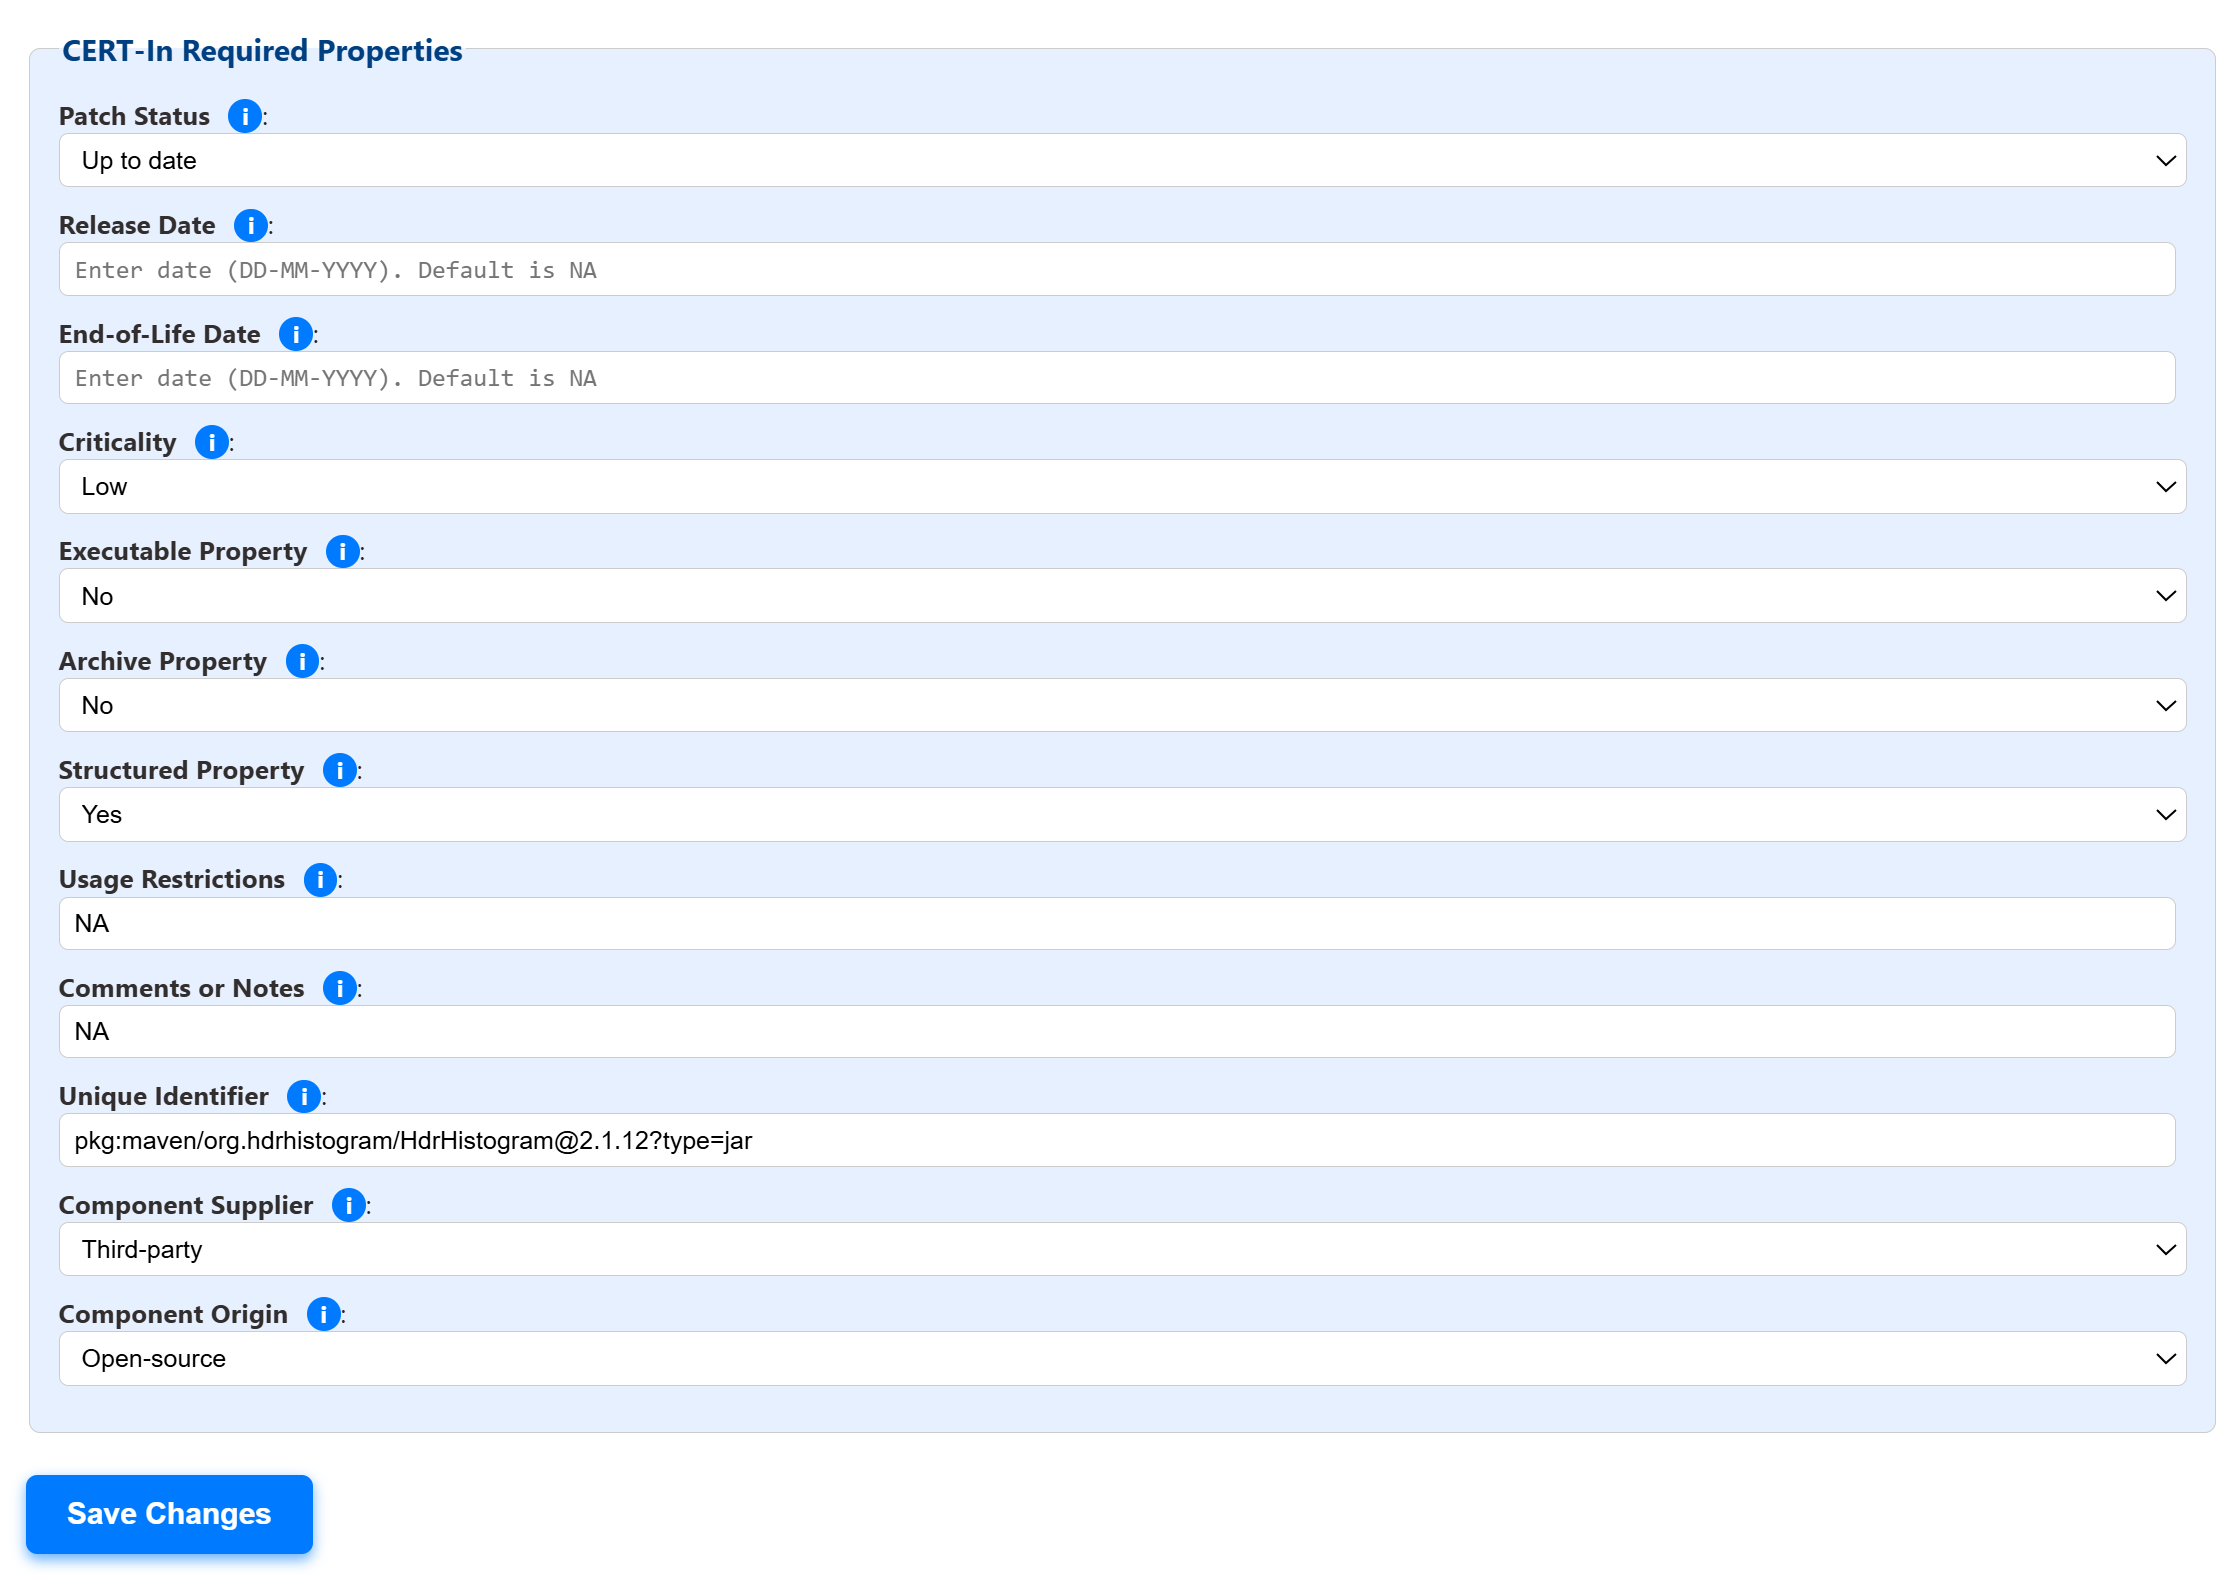 CERT-In Required Properties
Patch Status i:
Up to date
Release Date i:
Enter date (DD-MM-YYYY). Default is NA
End-of-Life Date i:
Enter date (DD-MM-YYYY). Default is NA
Criticality i:
Low
Executable Property i:
No
Archive Property i:
No
Structured Property i:
Yes
Usage Restrictions i:
NA
Comments or Notes i:
NA
Unique Identifier i:
pkg:maven/org.hdrhistogram/HdrHistogram@2.1.12?type=jar
Component Supplier i:
Third-party
Component Origin i:
Open-source
Save Changes